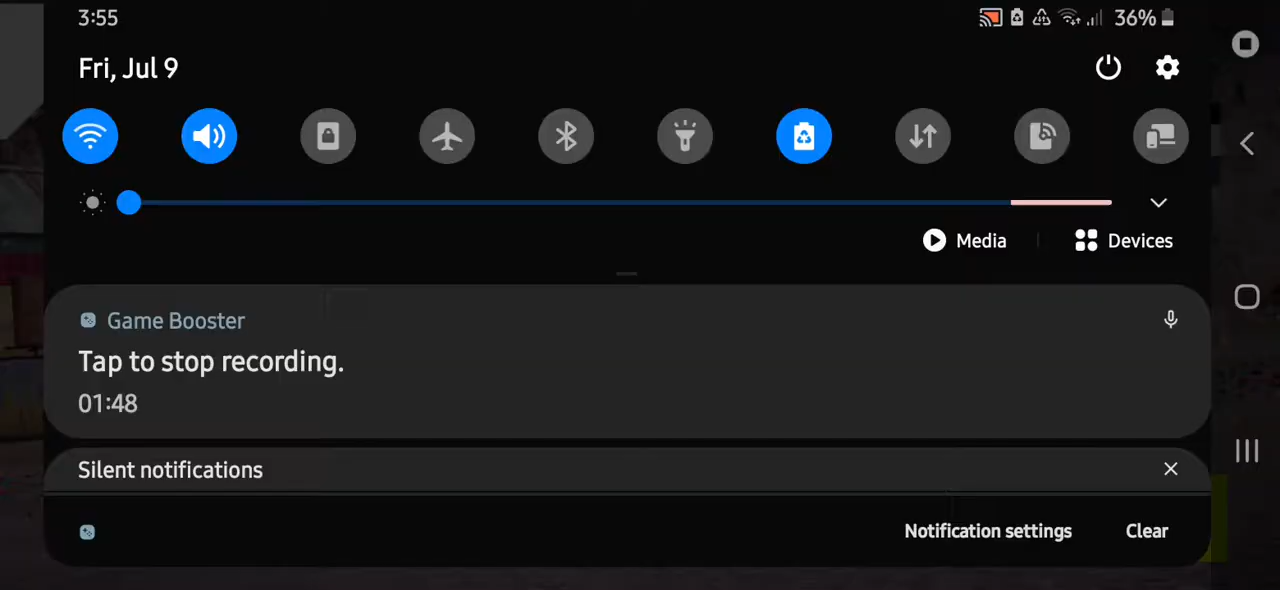 3:55
36%
Fri, Jul 9
Media
Devices
Game Booster
Tap to stop recording.
01:48
Silent notifications
Notification settings
Clear